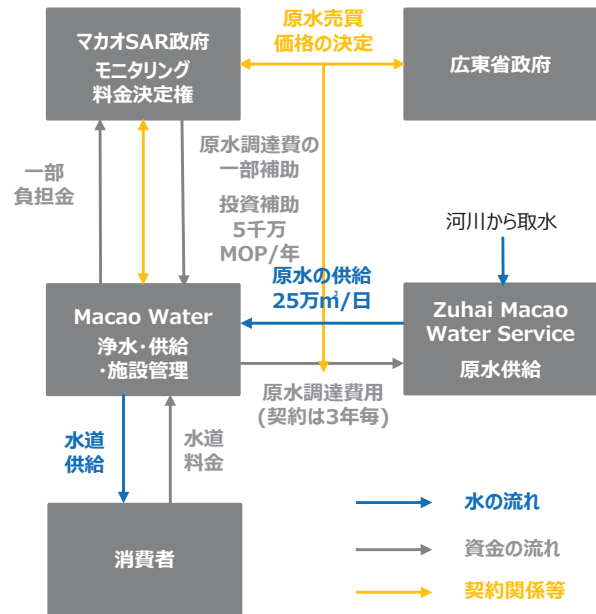 マカオSAR政府
モニタリング
料金決定権
原水売買
価格の決定
広東省政府
一部
負担金
原水調達費の
一部補助
投資補助
5千万
MOP/年
河川から取水
原水の供給
25万㎥/日
Macao Water
浄水・供給
・施設管理
Zuhai Macao
Water Service
原水供給
原水調達費用
(契約は3年毎)
水道
供給
水道
料金
消費者
水の流れ
資金の流れ
契約関係等